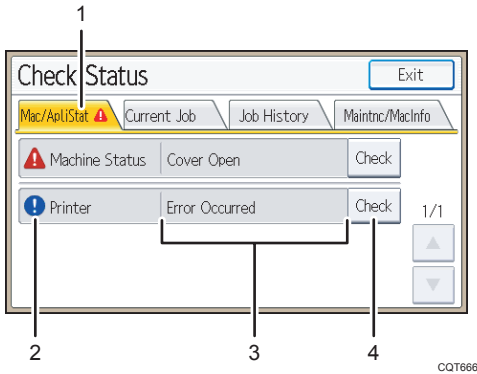 1
Check Status
Exit
Mac/ApliStat
Current Job
Job History
Maintnc/MacInfo
Machine Status
Cover Open
Check
Printer
Error Occurred
Check
1/1
2
3
4
CQT666